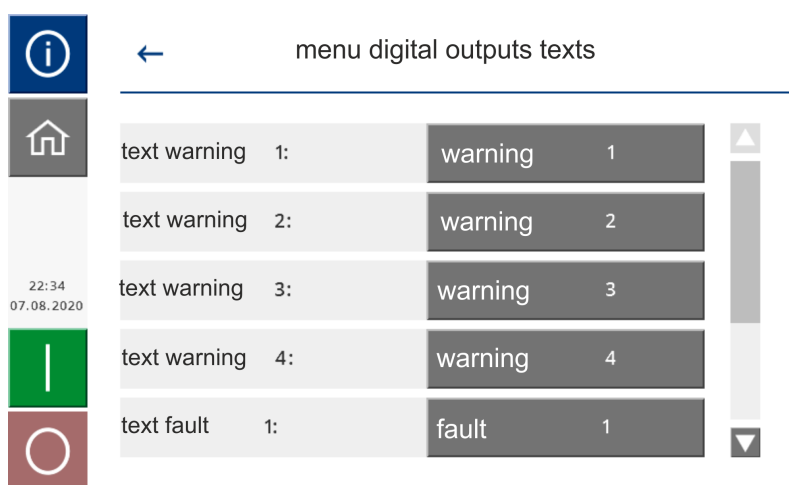 menu digital outputs texts
text warning 1: warning 1
text warning 2: warning 2
text warning 3: warning 3
text warning 4: warning 4
text fault 1: fault 1
22:34
07.08.2020